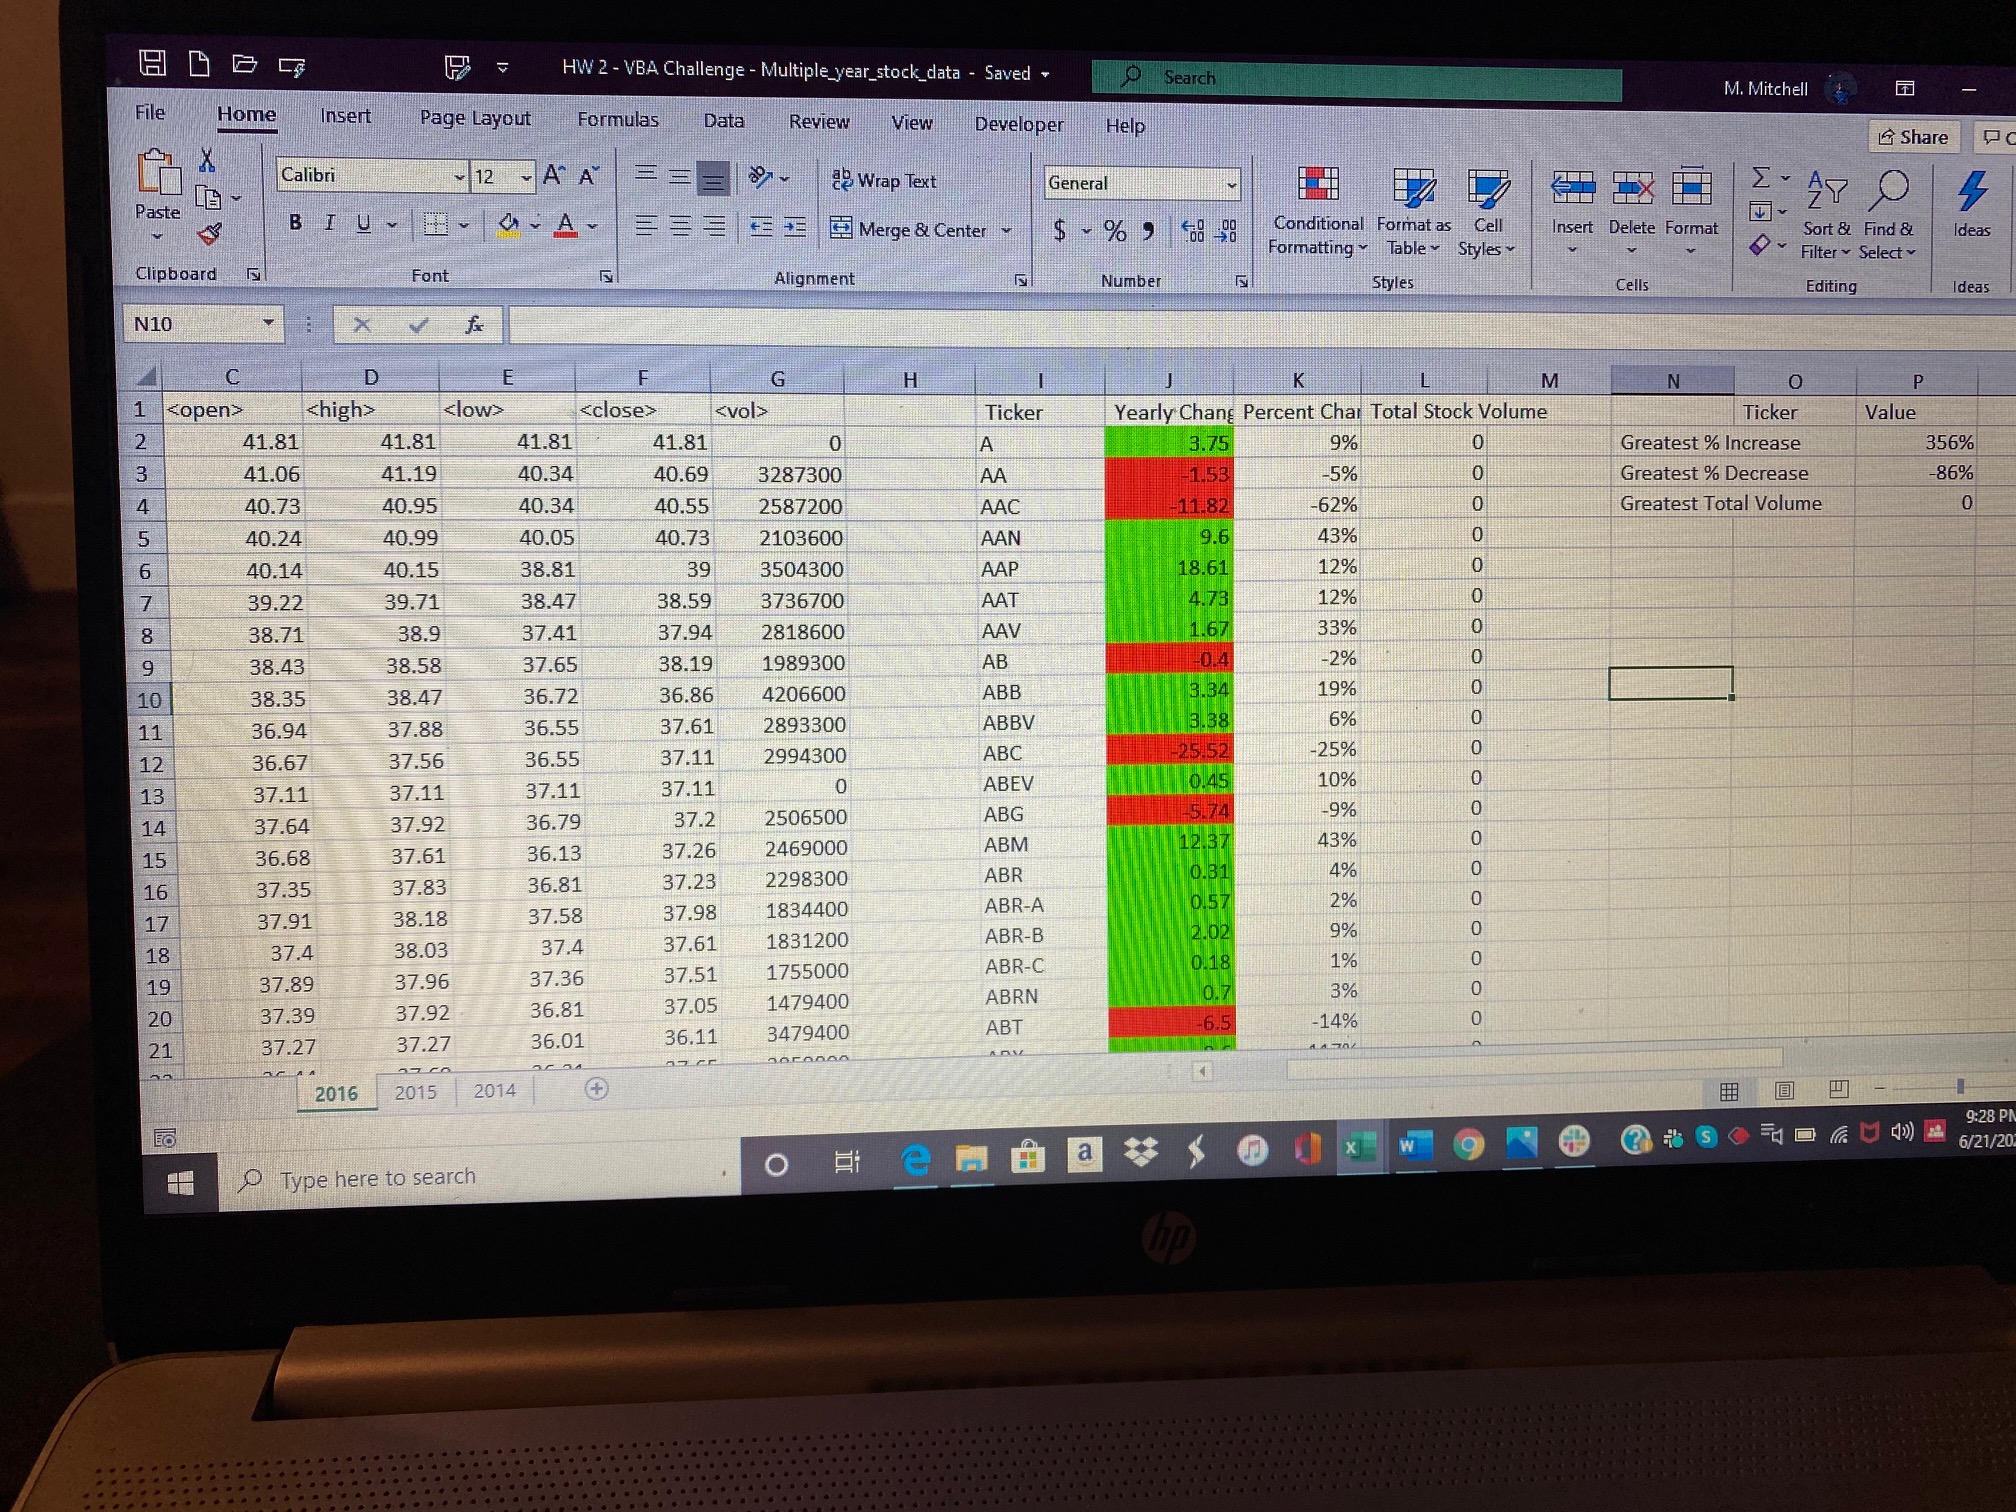 HW 2 - VBA Challenge - Multiple_year_stock_data - Saved Search M. Mitchell
File Home Insert Page Layout Formulas Data Review View Developer Help Share
Calibri 12 Wrap Text General
Paste B I U Merge & Center $ % Conditional Formatting Format as Table Cell Styles Insert Delete Format Sort & Filter Find & Select Ideas
Clipboard Font Alignment Number Styles Cells Editing Ideas
N10 fx
C D E F G H I J K L M N O P
1 <open> <high> <low> <close> <vol> Ticker Yearly Chang Percent Char Total Stock Volume Ticker Value
2 41.81 41.81 41.81 41.81 0 A 3.75 9% 0 Greatest % Increase 356%
3 41.06 41.19 40.34 40.69 3287300 AA -1.53 -5% 0 Greatest % Decrease -86%
4 40.73 40.95 40.34 40.55 2587200 AAC -11.82 -62% 0 Greatest Total Volume 0
5 40.24 40.99 40.05 40.73 2103600 AAN 9.6 43% 0
6 40.14 40.15 38.81 39 3504300 AAP 18.61 12% 0
7 39.22 39.71 38.47 38.59 3736700 AAT 4.73 12% 0
8 38.71 38.9 37.41 37.94 2818600 AAV 1.67 33% 0
9 38.43 38.58 37.65 38.19 1989300 AB -0.4 -2% 0
10 38.35 38.47 36.72 36.86 4206600 ABB 3.34 19% 0
11 36.94 37.88 36.55 37.61 2893300 ABBV 3.38 6% 0
12 36.67 37.56 36.55 37.11 2994300 ABC -25.52 -25% 0
13 37.11 37.11 37.11 37.11 0 ABEV 0.45 10% 0
14 37.64 37.92 36.79 37.2 2506500 ABG -5.74 -9% 0
15 36.68 37.61 36.13 37.26 2469000 ABM 12.37 43% 0
16 37.35 37.83 36.81 37.23 2298300 ABR 0.31 4% 0
17 37.91 38.18 37.58 37.98 1834400 ABR-A 0.57 2% 0
18 37.4 38.03 37.4 37.61 1831200 ABR-B 2.02 9% 0
19 37.89 37.96 37.36 37.51 1755000 ABR-C 0.18 1% 0
20 37.39 37.92 36.81 37.05 1479400 ABRN 0.7 3% 0
21 37.27 37.27 36.01 36.11 3479400 ABT -6.5 -14% 0
2016 2015 2014
Type here to search 9:28 PM
6/21/20
hp